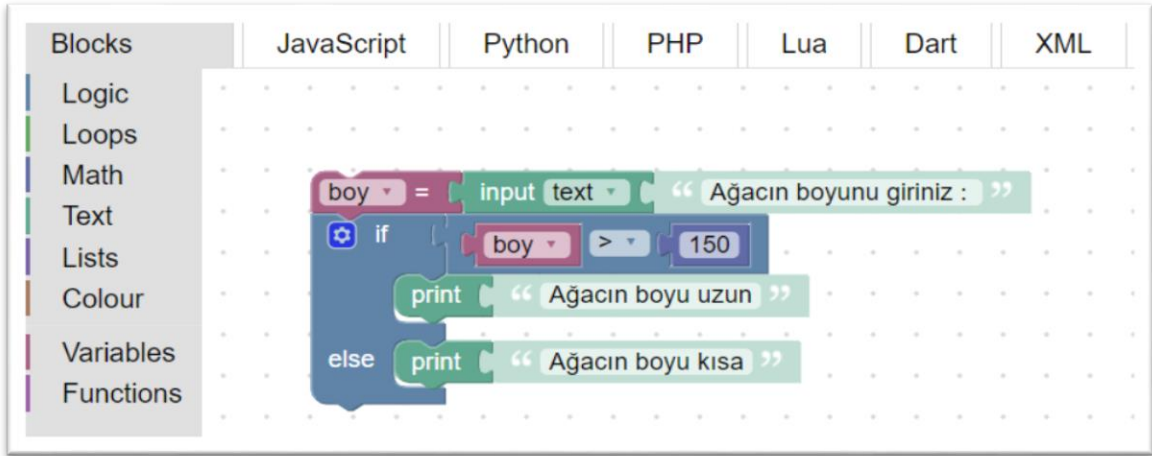 Blocks JavaScript Python PHP Lua Dart XML
Logic
Loops
Math
Text
Lists
Colour
Variables
Functions
boy = input text “ Ağacın boyunu giriniz : ”
if boy > 150
print “ Ağacın boyu uzun ”
else print “ Ağacın boyu kısa ”